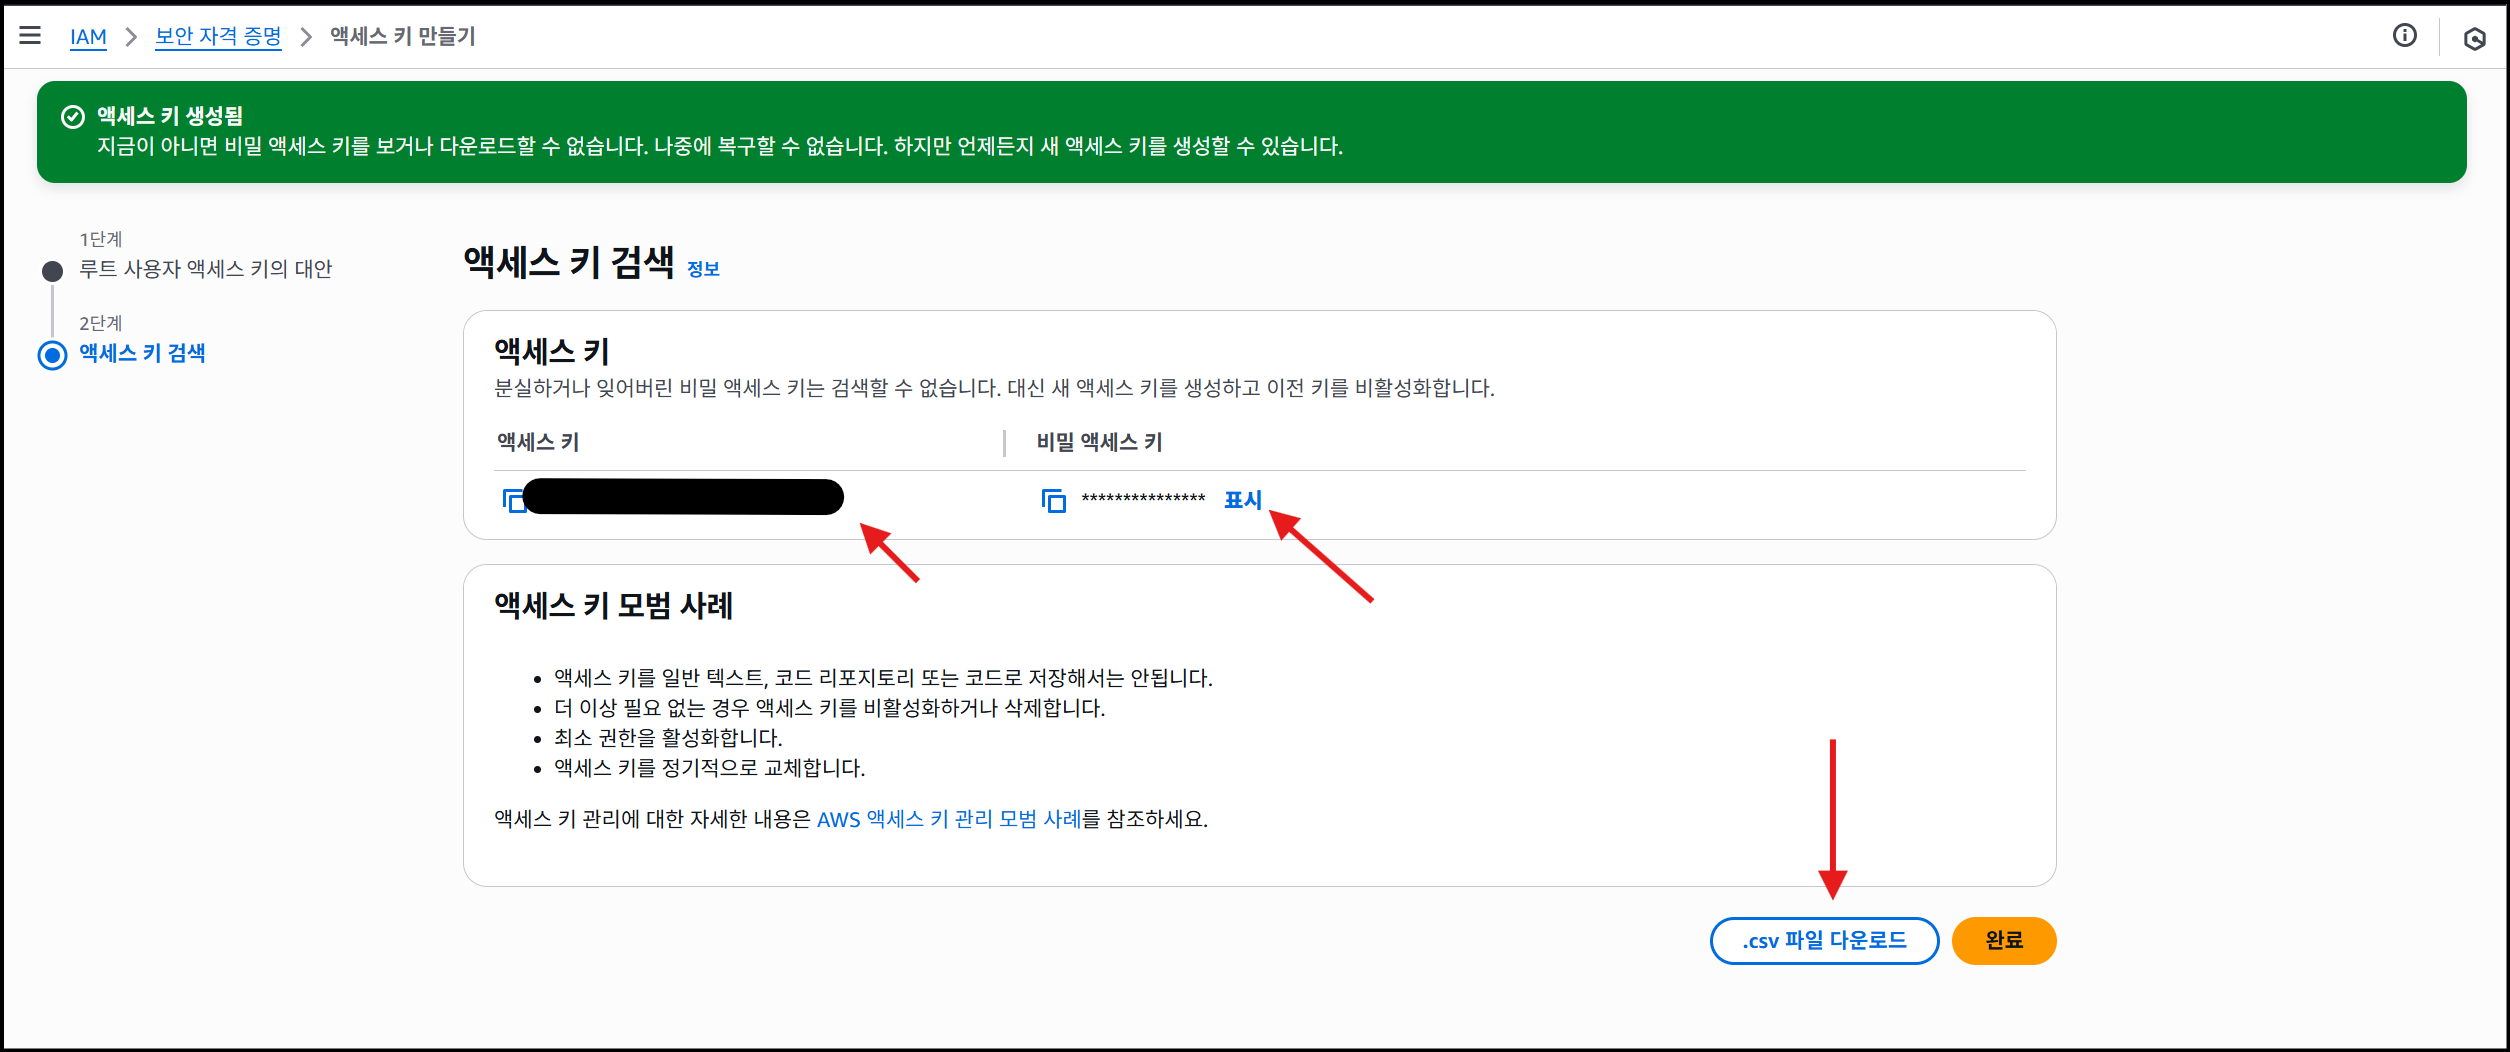 IAM > 보안 자격 증명 > 액세스 키 만들기
액세스 키 생성됨
지금이 아니면 비밀 액세스 키를 보거나 다운로드할 수 없습니다. 나중에 복구할 수 없습니다. 하지만 언제든지 새 액세스 키를 생성할 수 있습니다.
1단계
루트 사용자 액세스 키의 대안
2단계
액세스 키 검색
액세스 키 검색 정보
액세스 키
분실하거나 잊어버린 비밀 액세스 키는 검색할 수 없습니다. 대신 새 액세스 키를 생성하고 이전 키를 비활성화합니다.
액세스 키 | 비밀 액세스 키
*************** 표시
액세스 키 모범 사례
• 액세스 키를 일반 텍스트, 코드 리포지토리 또는 코드로 저장해서는 안됩니다.
• 더 이상 필요 없는 경우 액세스 키를 비활성화하거나 삭제합니다.
• 최소 권한을 활성화합니다.
• 액세스 키를 정기적으로 교체합니다.
액세스 키 관리에 대한 자세한 내용은 AWS 액세스 키 관리 모범 사례를 참조하세요.
.csv 파일 다운로드 완료